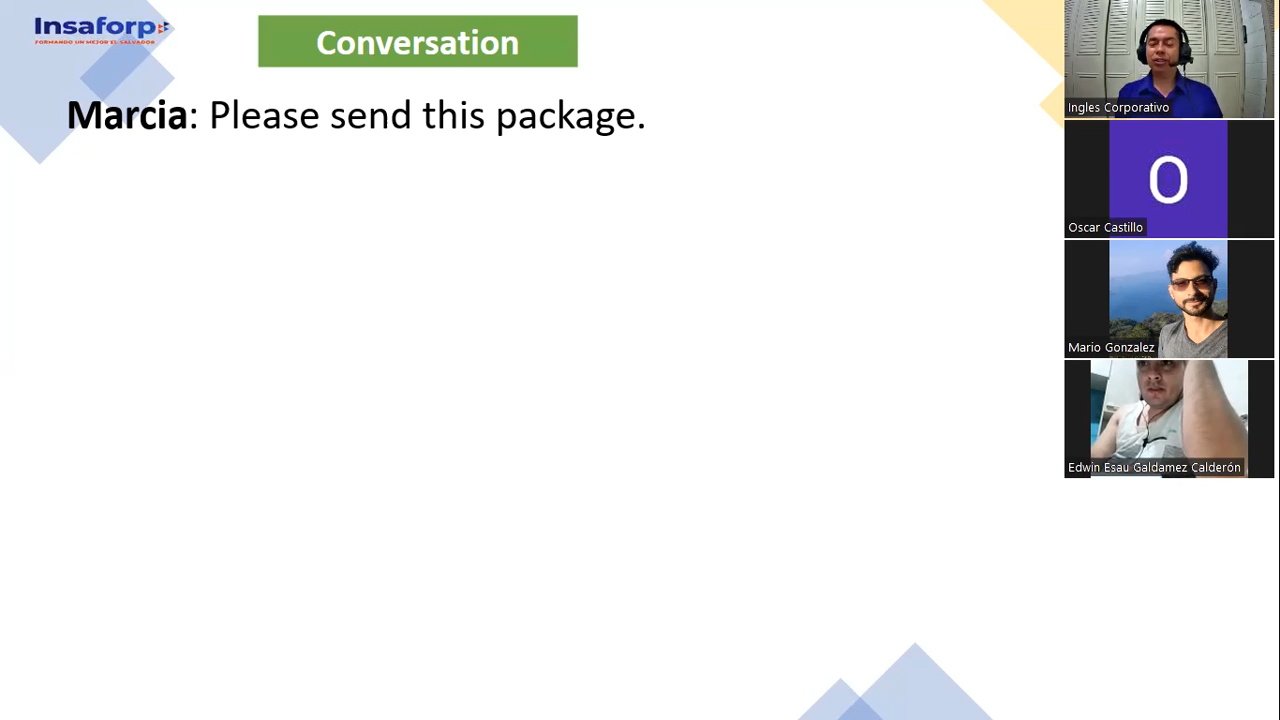 Insaforp
FORMANDO UN MEJOR EL SALVADOR
Conversation
Marcia: Please send this package.
Ingles Corporativo
O
Oscar Castillo
Mario Gonzalez
Edwin Esau Galdamez Calderón